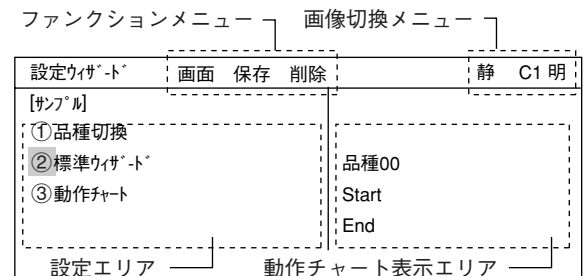 ファンクションメニュー 画像切換メニュー
設定ウィザード 画面 保存 削除 静 C1 明
[サンプル]
①品種切換
②標準ウィザード 品種00
③動作チャート Start
End
設定エリア 動作チャート表示エリア